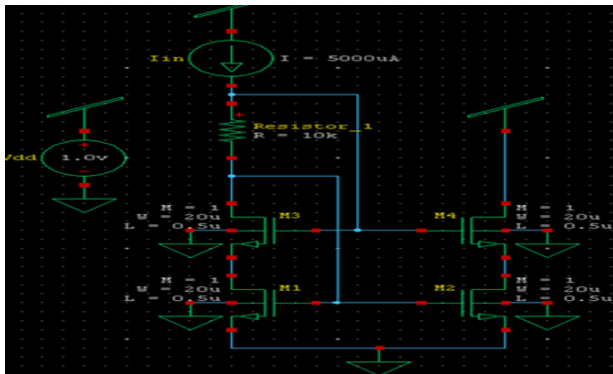 Iin
I = 5000uA
Resistor_1
R = 10k
Vdd
1.0v
M = 1
W = 20u
L = 0.5u
M3
M4
M = 1
W = 20u
L = 0.5u
M = 1
W = 20u
L = 0.5u
M1
M2
M = 1
W = 20u
L = 0.5u